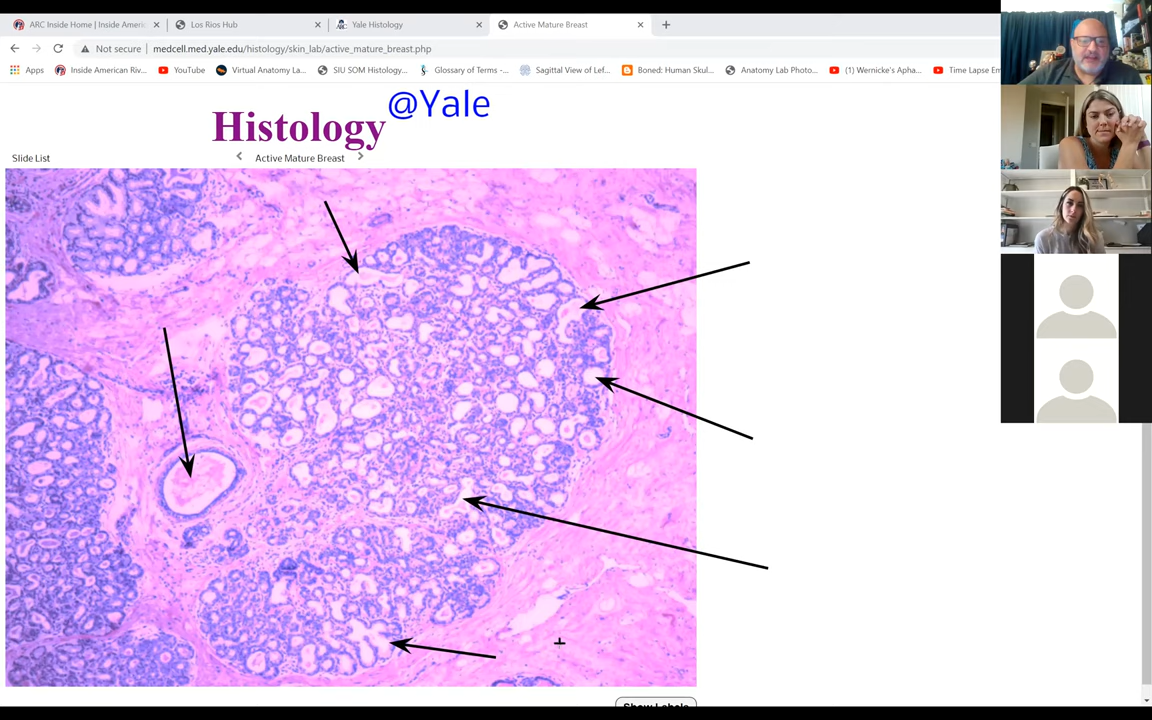 ARC Inside Home | Inside Americ
Los Rios Hub
Yale Histology
Active Mature Breast
Not secure
medcell.med.yale.edu/histology/skin_lab/active_mature_breast.php
Apps
Inside American Riv...
YouTube
Virtual Anatomy La...
SIU SOM Histology...
Glossary of Terms -...
Sagittal View of Lef...
Boned: Human Skul...
Anatomy Lab Photo...
(1) Wernicke's Apha...
Time Lapse Em
Histology@Yale
Slide List
Active Mature Breast
Show Labels